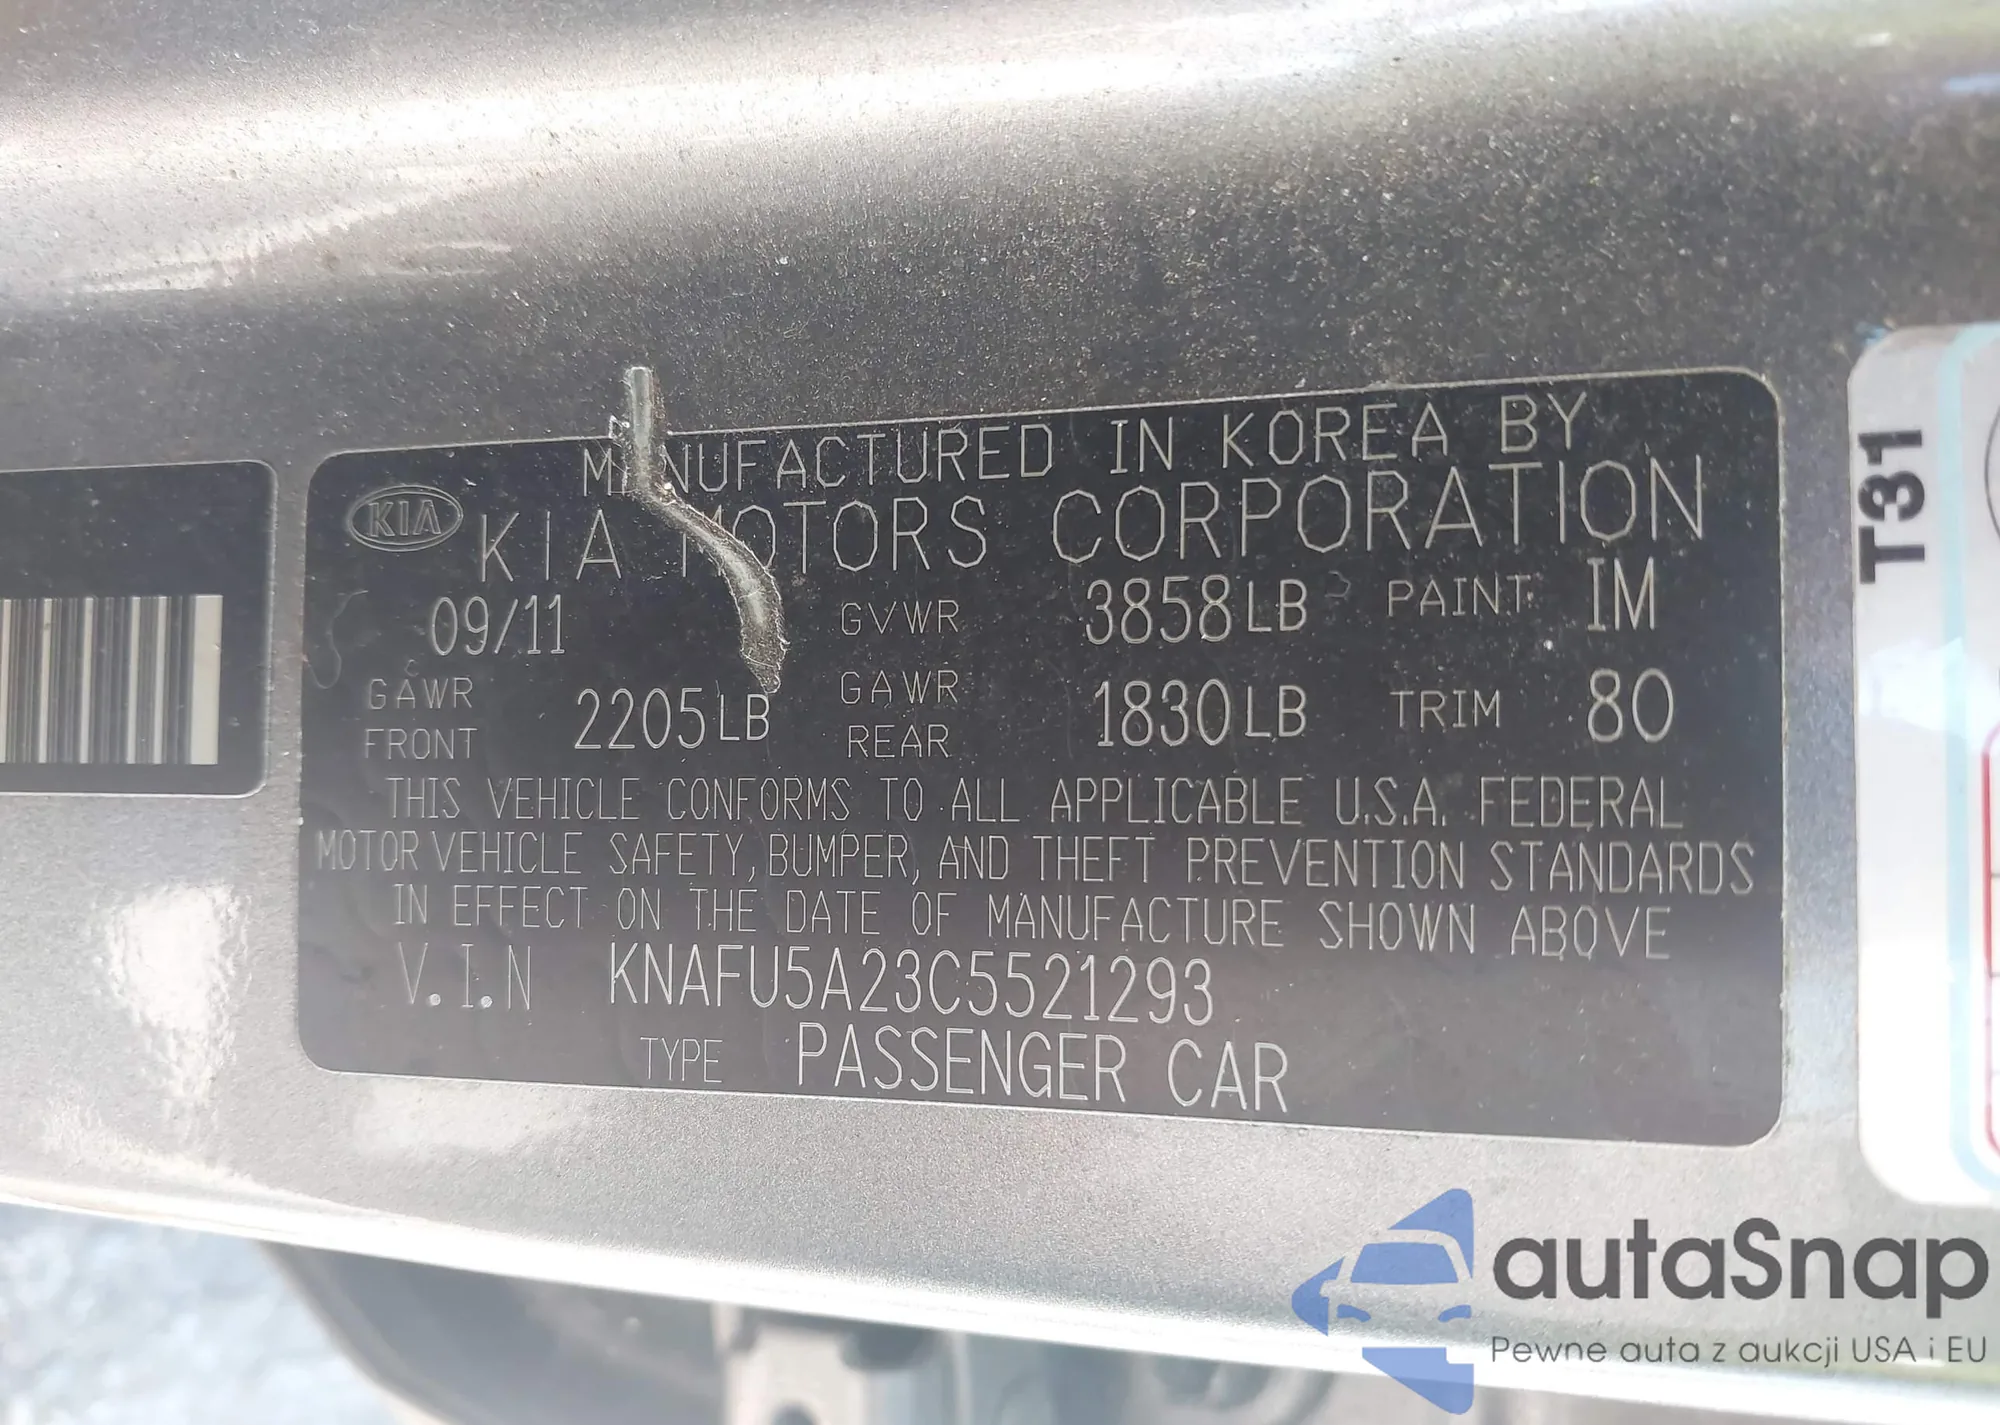 MANUFACTURED IN KOREA BY
KIA KIA MOTORS CORPORATION
09/11 GVWR 3858LB PAINT IM
GAWR FRONT 2205LB GAWR REAR 1830LB TRIM 80
THIS VEHICLE CONFORMS TO ALL APPLICABLE U.S.A. FEDERAL
MOTOR VEHICLE SAFETY, BUMPER, AND THEFT PREVENTION STANDARDS
IN EFFECT ON THE DATE OF MANUFACTURE SHOWN ABOVE
V.I.N KNAFU5A23C5521293
TYPE PASSENGER CAR
T31
autaSnap
Pewne auta z aukcji USA i EU